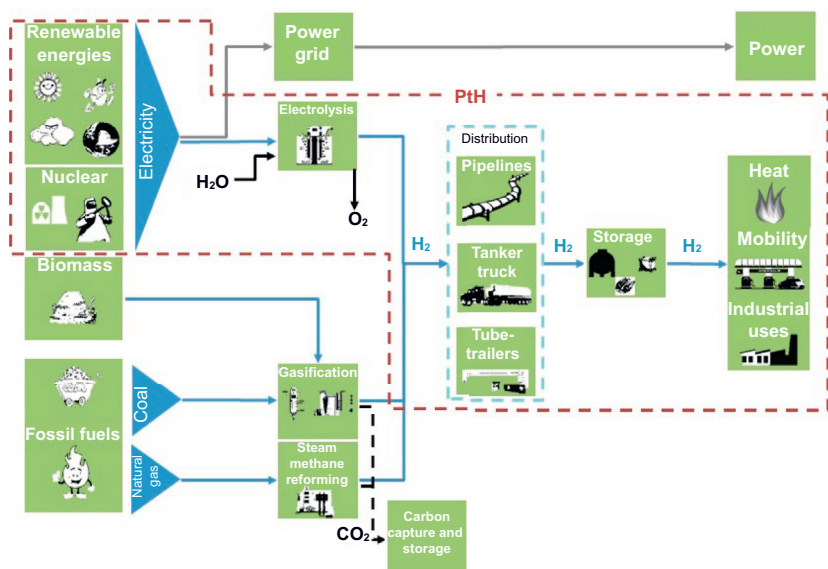 Renewable
energies
Power
grid
Power
PtH
Electricity
Electrolysis
H₂O
O₂
Nuclear
Distribution
Pipelines
Tanker
truck
Tube-
trailers
H₂
H₂
Storage
H₂
Heat
Mobility
Industrial
uses
Biomass
Gasification
Coal
Fossil fuels
Natural
gas
Steam
methane
reforming
CO₂
Carbon
capture and
storage